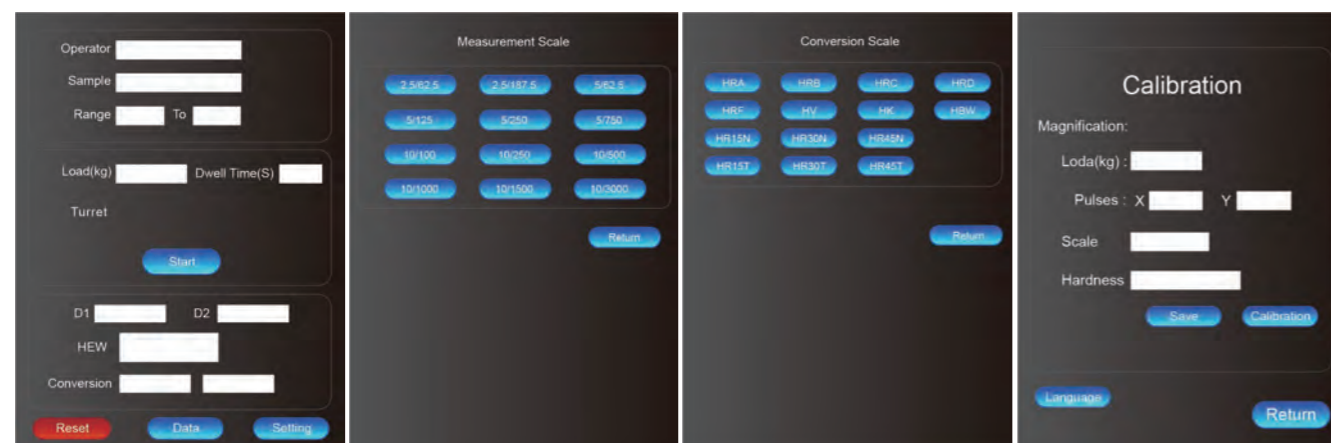 Operator
Sample
Range To
Load(kg) Dwell Time(S)
Turret
Start
D1 D2
HEW
Conversion
Reset Data Setting
Measurement Scale
2.5/62.5 2.5/187.5 5/62.5
5/125 5/250 5/750
10/100 10/250 10/500
10/1000 10/1500 10/3000
Return
Conversion Scale
HRA HRB HRC HRD
HRF HV HK HBW
HR15N HR30N HR45N
HR15T HR30T HR45T
Return
Calibration
Magnification:
Loda(kg) :
Pulses : X Y
Scale
Hardness
Save Calibration
Language
Return